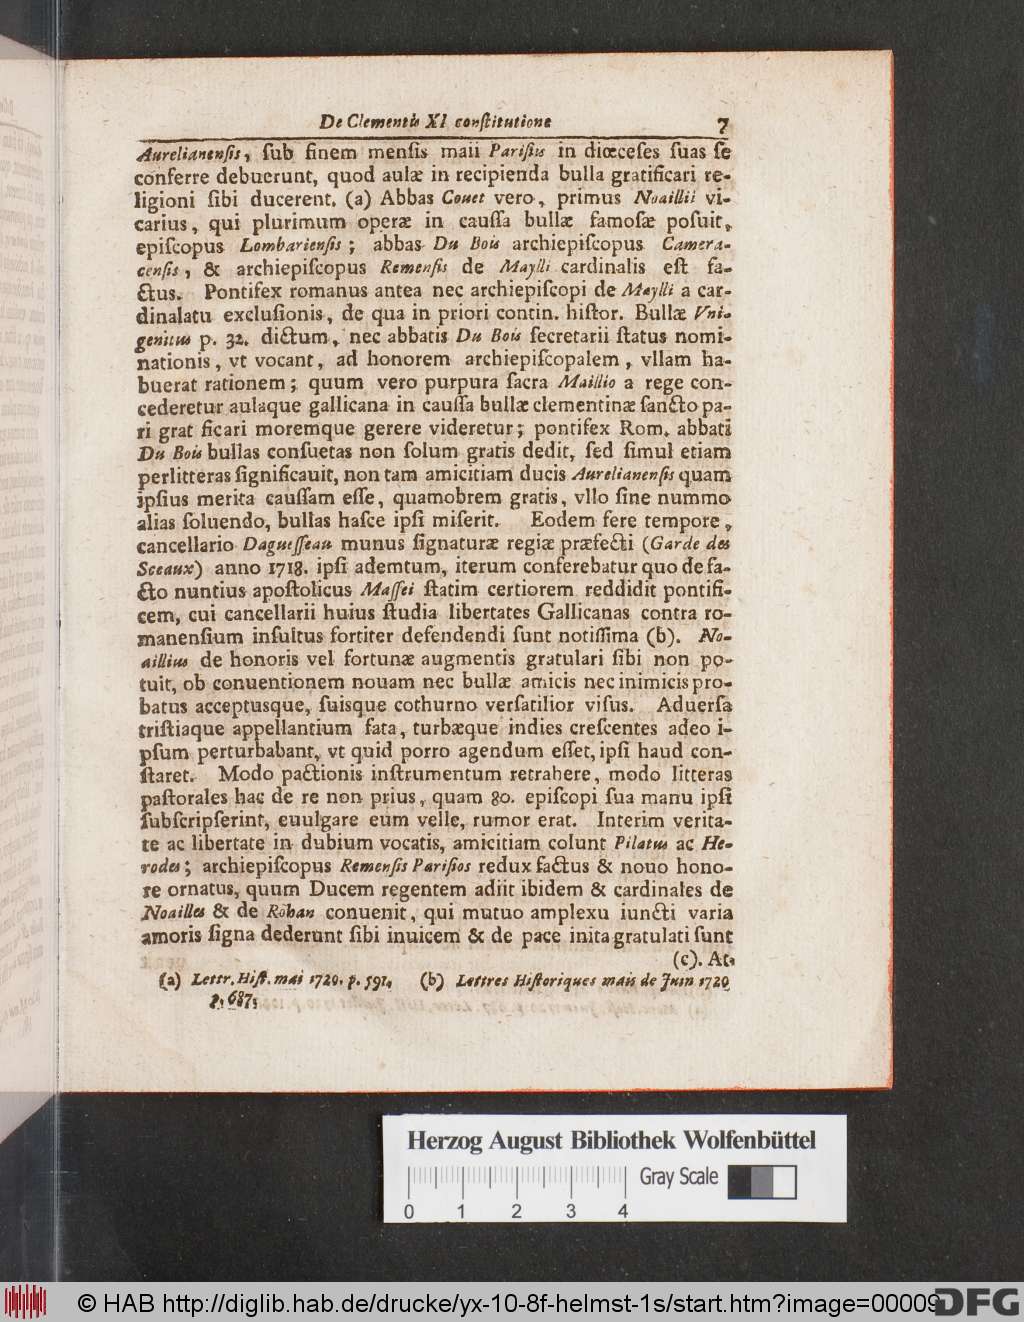 De Clementis XI constitutione 7
Aurelianensis, ſub finem menſis maii Pariſiis in diœceſes ſuas ſe
conferre debuerunt, quod aulæ in recipienda bulla gratificari re-
ligioni ſibi ducerent. (a) Abbas Couet vero, primus Noaillii vi-
carius, qui plurimum operæ in cauſſa bullæ famoſæ poſuit,
epiſcopus Lombarienſis; abbas Du Bois archiepiſcopus Camera-
cenſis, & archiepiſcopus Remenſis de Maylli cardinalis eſt fa-
ctus. Pontifex romanus antea nec archiepiſcopi de Maylli a car-
dinalatu excluſionis, de qua in priori contin. hiſtor. Bullæ Vni-
genitus p. 32. dictum, nec abbatis Du Bois ſecretarii ſtatus nomi-
nationis, vt vocant, ad honorem archiepiſcopalem, vllam ha-
buerat rationem; quum vero purpura ſacra Maillio a rege con-
cederetur aulaque gallicana in cauſſa bullæ clementinæ ſancto pa-
ri grat ficari moremque gerere videretur; pontifex Rom. abbati
Du Bois bullas conſuetas non ſolum gratis dedit, ſed ſimul etiam
perlitteras ſignificauit, non tam amicitiam ducis Aurelianenſis quam
ipſius merita cauſſam eſſe, quamobrem gratis, vllo ſine nummo
alias ſoluendo, bullas haſce ipſi miſerit. Eodem fere tempore,
cancellario Dagueſſeau munus ſignaturæ regiæ præfecti (Garde des
Sceaux) anno 1718. ipſi ademtum, iterum conferebatur quo de fa-
cto nuntius apoſtolicus Maſſei ſtatim certiorem reddidit pontifi-
cem, cui cancellarii huius ſtudia libertates Gallicanas contra ro-
manenſium inſultus fortiter defendendi ſunt notiſſima (b). No-
aillius de honoris vel fortunæ augmentis gratulari ſibi non po-
tuit, ob conuentionem nouam nec bullæ amicis nec inimicis pro-
batus acceptusque, ſuisque cothurno verſatilior viſus. Aduerſa
triſtiaque appellantium fata, turbæque indies creſcentes adeo i-
pſum perturbabant, vt quid porro agendum eſſet, ipſi haud con-
ſtaret. Modo pactionis inſtrumentum retrahere, modo litteras
paſtorales hac de re non prius, quam 80. epiſcopi ſua manu ipſi
ſubſcripſerint, euulgare eum velle, rumor erat. Interim verita-
te ac libertate in dubium vocatis, amicitiam colunt Pilatus ac He-
rodes; archiepiſcopus Remenſis Pariſios redux factus & nouo hono-
re ornatus, quum Ducem regentem adiit ibidem & cardinales de
Noailles & de Rohan conuenit, qui mutuo amplexu iuncti varia
amoris ſigna dederunt ſibi inuicem & de pace inita gratulati ſunt
(c). At-
(a) Lettr. Hiſt. mai 1720. p. 591. (b) Lettres Hiſtoriques mais de Juin 1720
p. 687.
Herzog August Bibliothek Wolfenbüttel
Gray Scale
0 1 2 3 4
© HAB http://diglib.hab.de/drucke/yx-10-8f-helmst-1s/start.htm?image=00009
DFG